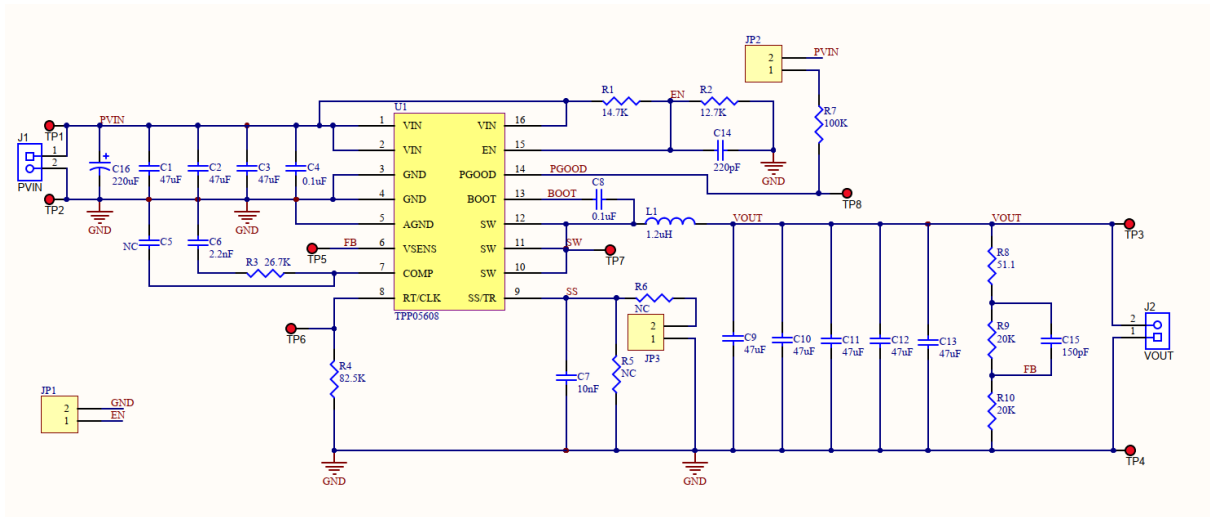 JP2
2 PVIN
1
R7
100K
R1
14.7K
EN
R2
12.7K
C14
220pF
GND
U1
1 VIN VIN 16
2 VIN EN 15
3 GND PGOOD 14 PGOOD
4 GND BOOT 13 BOOT
5 AGND SW 12
FB 6 VSENS SW 11 SW
7 COMP SW 10
8 RT/CLK SS/TR 9 SS
TPP05608
J1
1
2
PVIN
TP1
TP2
PVIN
+
C16
220uF
C1
47uF
C2
47uF
C3
47uF
C4
0.1uF
GND
GND
NC C5
C6
2.2nF
R3 26.7K
TP5
TP6
R4
82.5K
GND
C8
0.1uF
L1
1.2uH
TP7
TP8
R6
NC
2
1
JP3
C7
10nF
R5
NC
GND
VOUT
VOUT
C9
47uF
C10
47uF
C11
47uF
C12
47uF
C13
47uF
R8
51.1
R9
20K
C15
150pF
FB
R10
20K
TP3
J2
2
1
VOUT
TP4
JP1
2 GND
1 EN